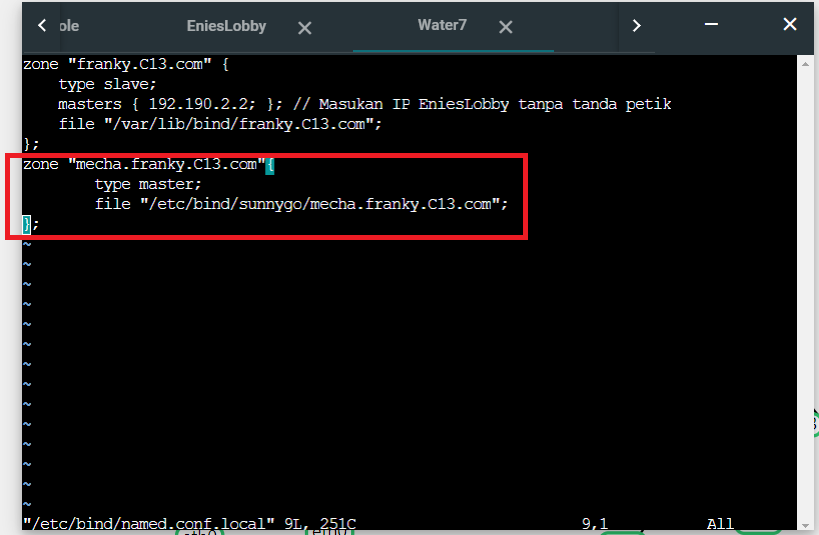 ole EniesLobby Water7
zone "franky.C13.com" {
    type slave;
    masters { 192.190.2.2; }; // Masukan IP EniesLobby tanpa tanda petik
    file "/var/lib/bind/franky.C13.com";
};
zone "mecha.franky.C13.com"{
        type master;
        file "/etc/bind/sunnygo/mecha.franky.C13.com";
};
~
~
~
~
~
~
~
~
~
~
~
~
~
~
"/etc/bind/named.conf.local" 9L, 251C 9,1 All